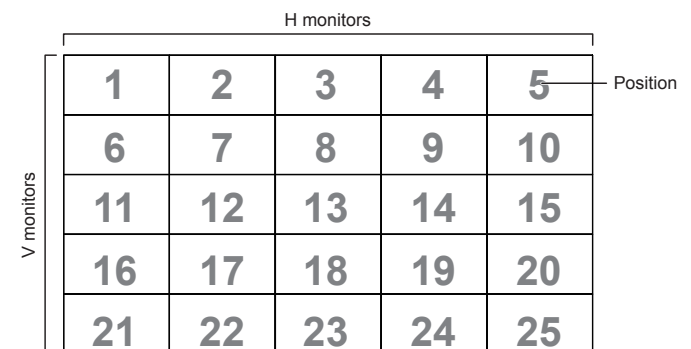 H monitors
1 2 3 4 5 Position
6 7 8 9 10
V monitors
11 12 13 14 15
16 17 18 19 20
21 22 23 24 25